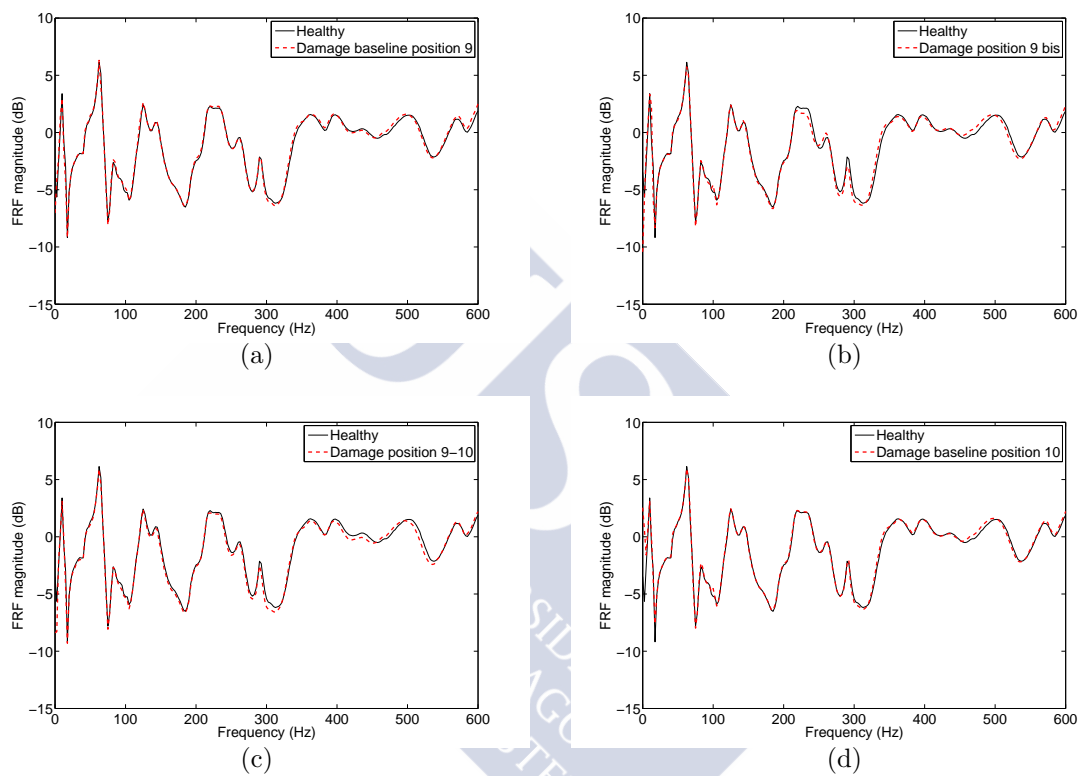 10
5
0
−5
−10
−15
FRF magnitude (dB)
Healthy
Damage baseline position 9
0 100 200 300 400 500 600
Frequency (Hz)
(a)
10
5
0
−5
−10
−15
FRF magnitude (dB)
Healthy
Damage position 9 bis
0 100 200 300 400 500 600
Frequency (Hz)
(b)
10
5
0
−5
−10
−15
FRF magnitude (dB)
Healthy
Damage position 9−10
0 100 200 300 400 500 600
Frequency (Hz)
(c)
10
5
0
−5
−10
−15
FRF magnitude (dB)
Healthy
Damage baseline position 10
0 100 200 300 400 500 600
Frequency (Hz)
(d)